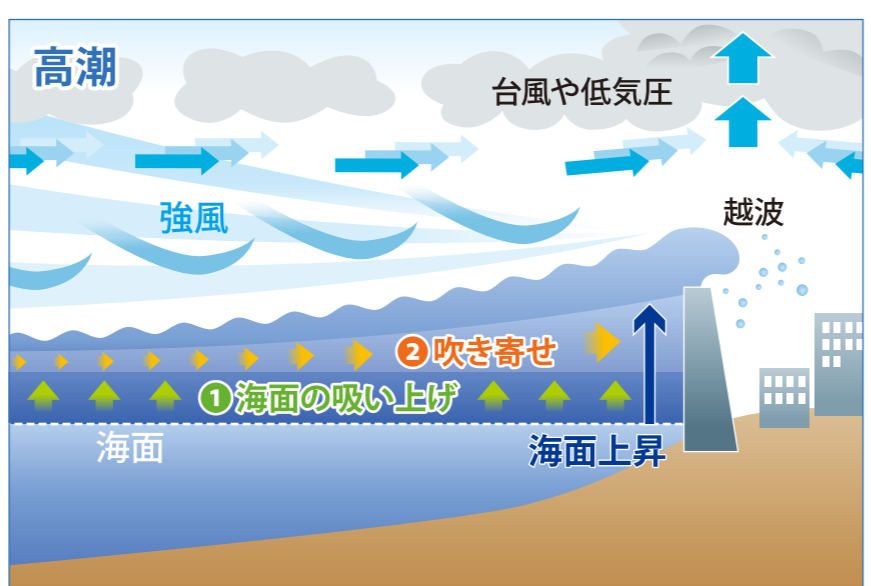 高潮
台風や低気圧
強風
越波
❷吹き寄せ
❶海面の吸い上げ
海面
海面上昇